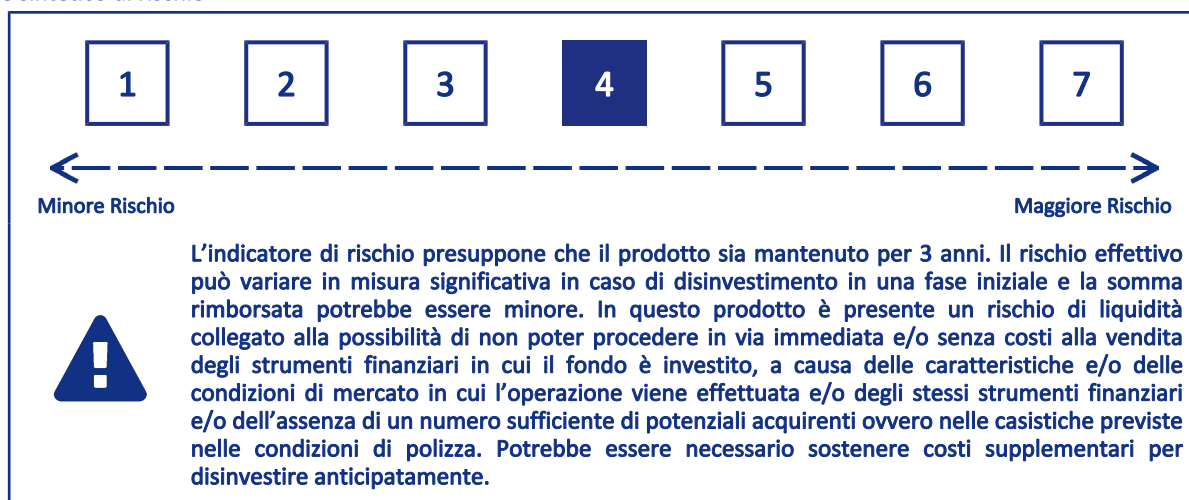 1 2 3 4 5 6 7
Minore Rischio Maggiore Rischio
L’indicatore di rischio presuppone che il prodotto sia mantenuto per 3 anni. Il rischio effettivo
può variare in misura significativa in caso di disinvestimento in una fase iniziale e la somma
rimborsata potrebbe essere minore. In questo prodotto è presente un rischio di liquidità
collegato alla possibilità di non poter procedere in via immediata e/o senza costi alla vendita
degli strumenti finanziari in cui il fondo è investito, a causa delle caratteristiche e/o delle
condizioni di mercato in cui l’operazione viene effettuata e/o degli stessi strumenti finanziari
e/o dell’assenza di un numero sufficiente di potenziali acquirenti ovvero nelle casistiche previste
nelle condizioni di polizza. Potrebbe essere necessario sostenere costi supplementari per
disinvestire anticipatamente.